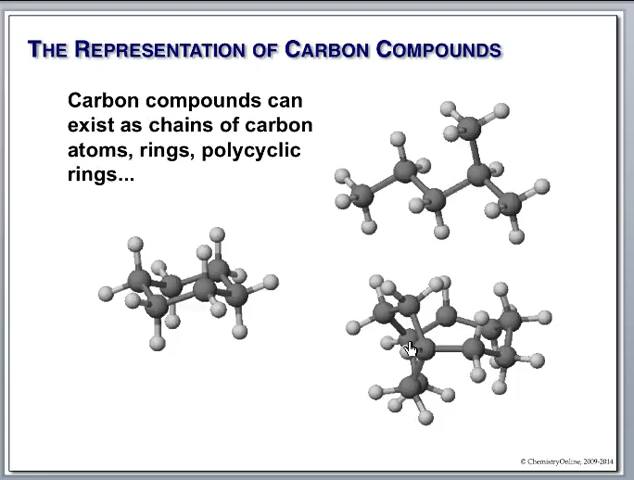 THE REPRESENTATION OF CARBON COMPOUNDS
Carbon compounds can
exist as chains of carbon
atoms, rings, polycyclic
rings...
© ChemistryOnline, 2009-2014